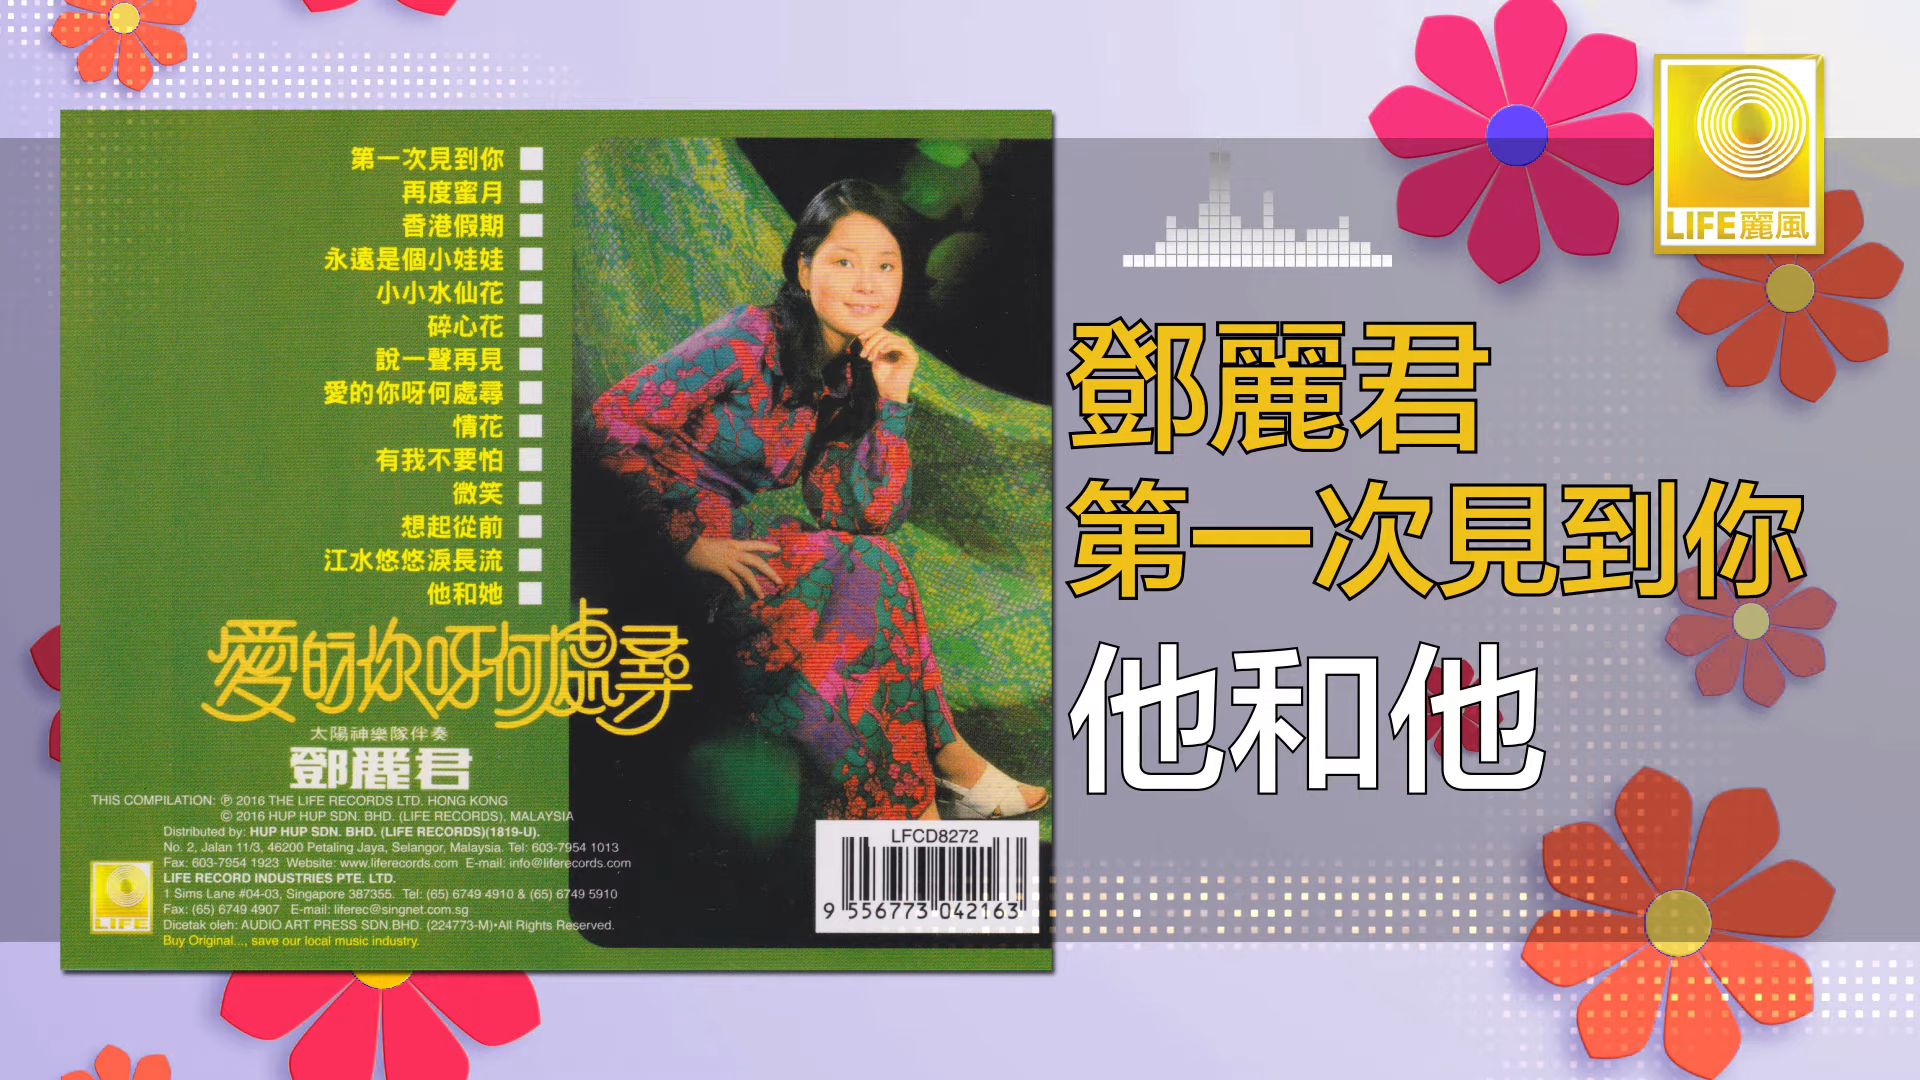 第一次見到你
再度蜜月
香港假期
永遠是個小娃娃
小小水仙花
碎心花
說一聲再見
愛的你呀何處尋
情花
有我不要怕
微笑
想起從前
江水悠悠淚長流
他和她
愛的你呀何處尋
太陽神樂隊伴奏
鄧麗君
THIS COMPILATION: ℗ 2016 THE LIFE RECORDS LTD. HONG KONG
© 2016 HUP HUP SDN. BHD. (LIFE RECORDS), MALAYSIA
Distributed by: HUP HUP SDN. BHD. (LIFE RECORDS)(1819-U).
No. 2, Jalan 11/3, 46200 Petaling Jaya, Selangor, Malaysia. Tel: 603-7954 1013
Fax: 603-7954 1923 Website: www.liferecords.com E-mail: info@liferecords.com
LIFE RECORD INDUSTRIES PTE. LTD.
1 Sims Lane #04-03, Singapore 387355. Tel: (65) 6749 4910 & (65) 6749 5910
Fax: (65) 6749 4907 E-mail: liferec@singnet.com.sg
Dicetak oleh: AUDIO ART PRESS SDN.BHD. (224773-M)•All Rights Reserved.
Buy Original..., save our local music industry.
LIFE
LFCD8272
9 556773 042163
LIFE麗風
鄧麗君
第一次見到你
他和他